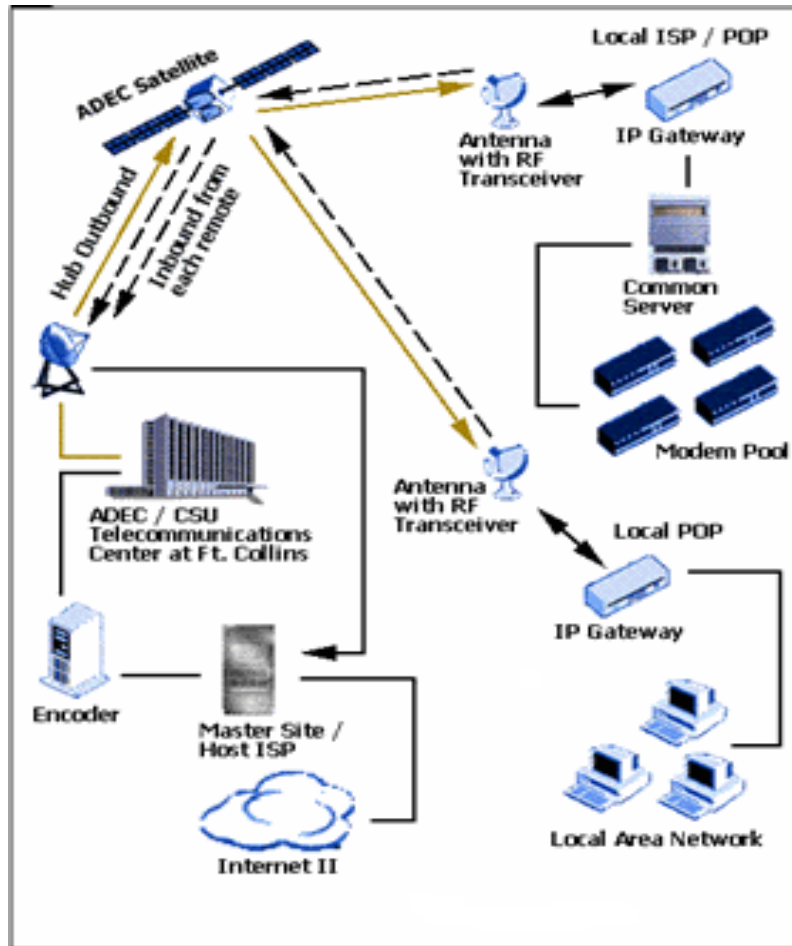 Local ISP / POP
ADEC Satellite
IP Gateway
Antenna
with RF
Transceiver
Hub Outbound
Inbound from
each remote
Common
Server
Modem Pool
Antenna
with RF
Transceiver
ADEC / CSU
Telecommunications
Center at Ft. Collins
Local POP
IP Gateway
Encoder
Master Site /
Host ISP
Internet II
Local Area Network